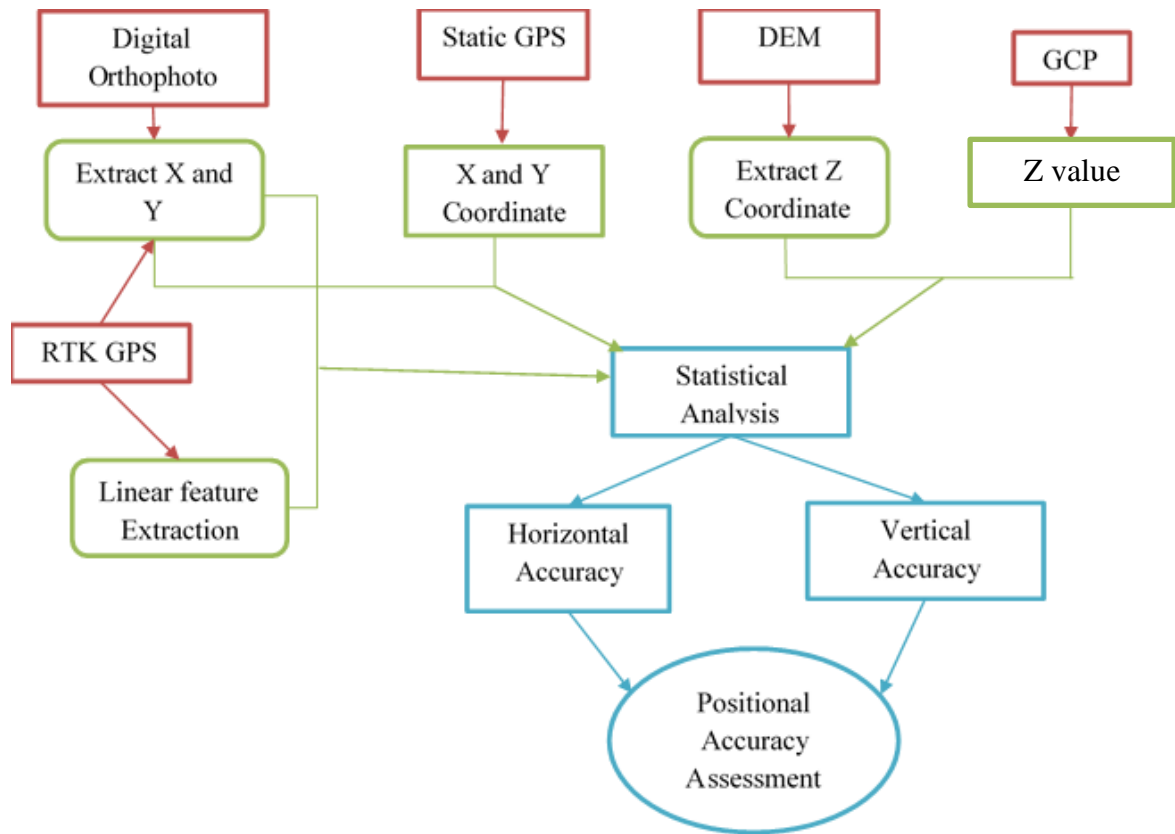 Digital
Orthophoto
Static GPS
DEM
GCP
Extract X and
Y
X and Y
Coordinate
Extract Z
Coordinate
Z value
RTK GPS
Statistical
Analysis
Linear feature
Extraction
Horizontal
Accuracy
Vertical
Accuracy
Positional
Accuracy
Assessment